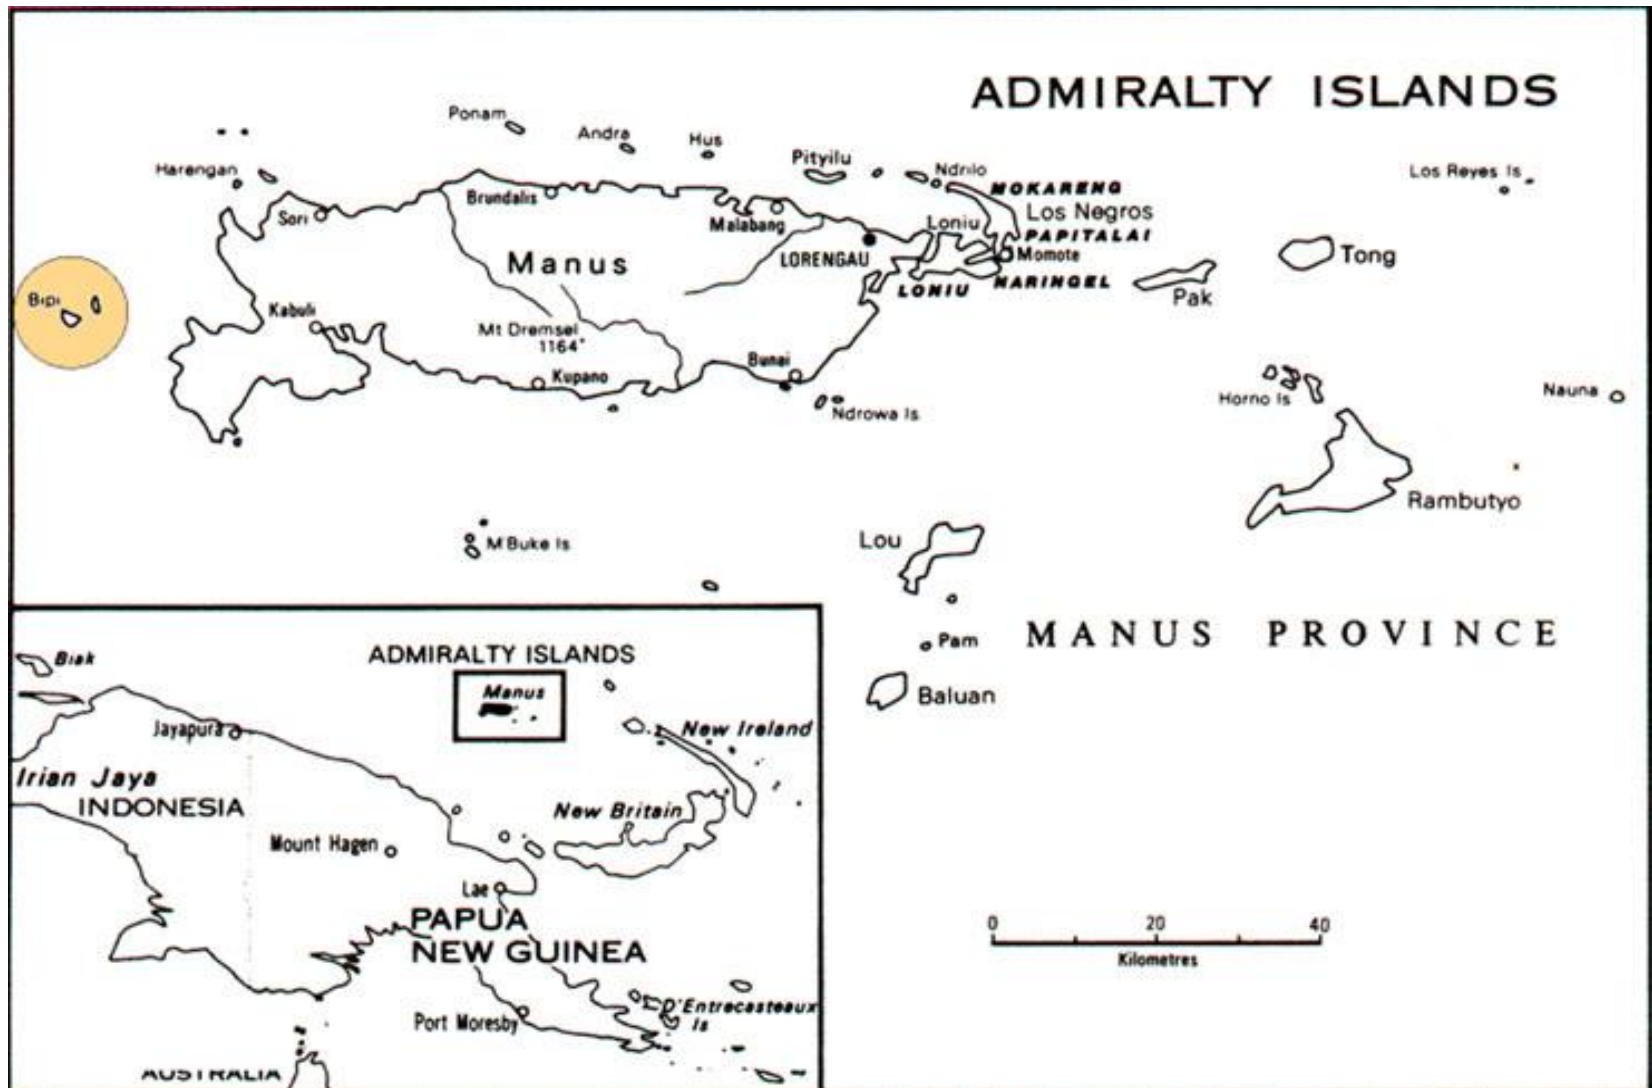 ADMIRALTY ISLANDS
Ponam
Andra
Hus
Pityilu
Ndrilo
Los Reyes Is
Harengan
MOKARENG
Brundalis
Sori
Malabang
Loniu
Los Negros
PAPITALAI
Manus
LORENGAU
Momote
Tong
LONIU
NARINGEL
Pak
Bipi
Kabuli
Mt Dremsel
1164
Bunai
Kupano
Ndrowa Is
Horno Is
Nauna
Rambutyo
M'Buke Is
Lou
MANUS PROVINCE
Pam
Baluan
ADMIRALTY ISLANDS
Biak
Manus
Jayapura
New Ireland
Irian Jaya
INDONESIA
New Britain
Mount Hagen
Lae
PAPUA
NEW GUINEA
0 20 40
Kilometres
Port Moresby
D'Entrecasteaux
Is
AUSTRALIA